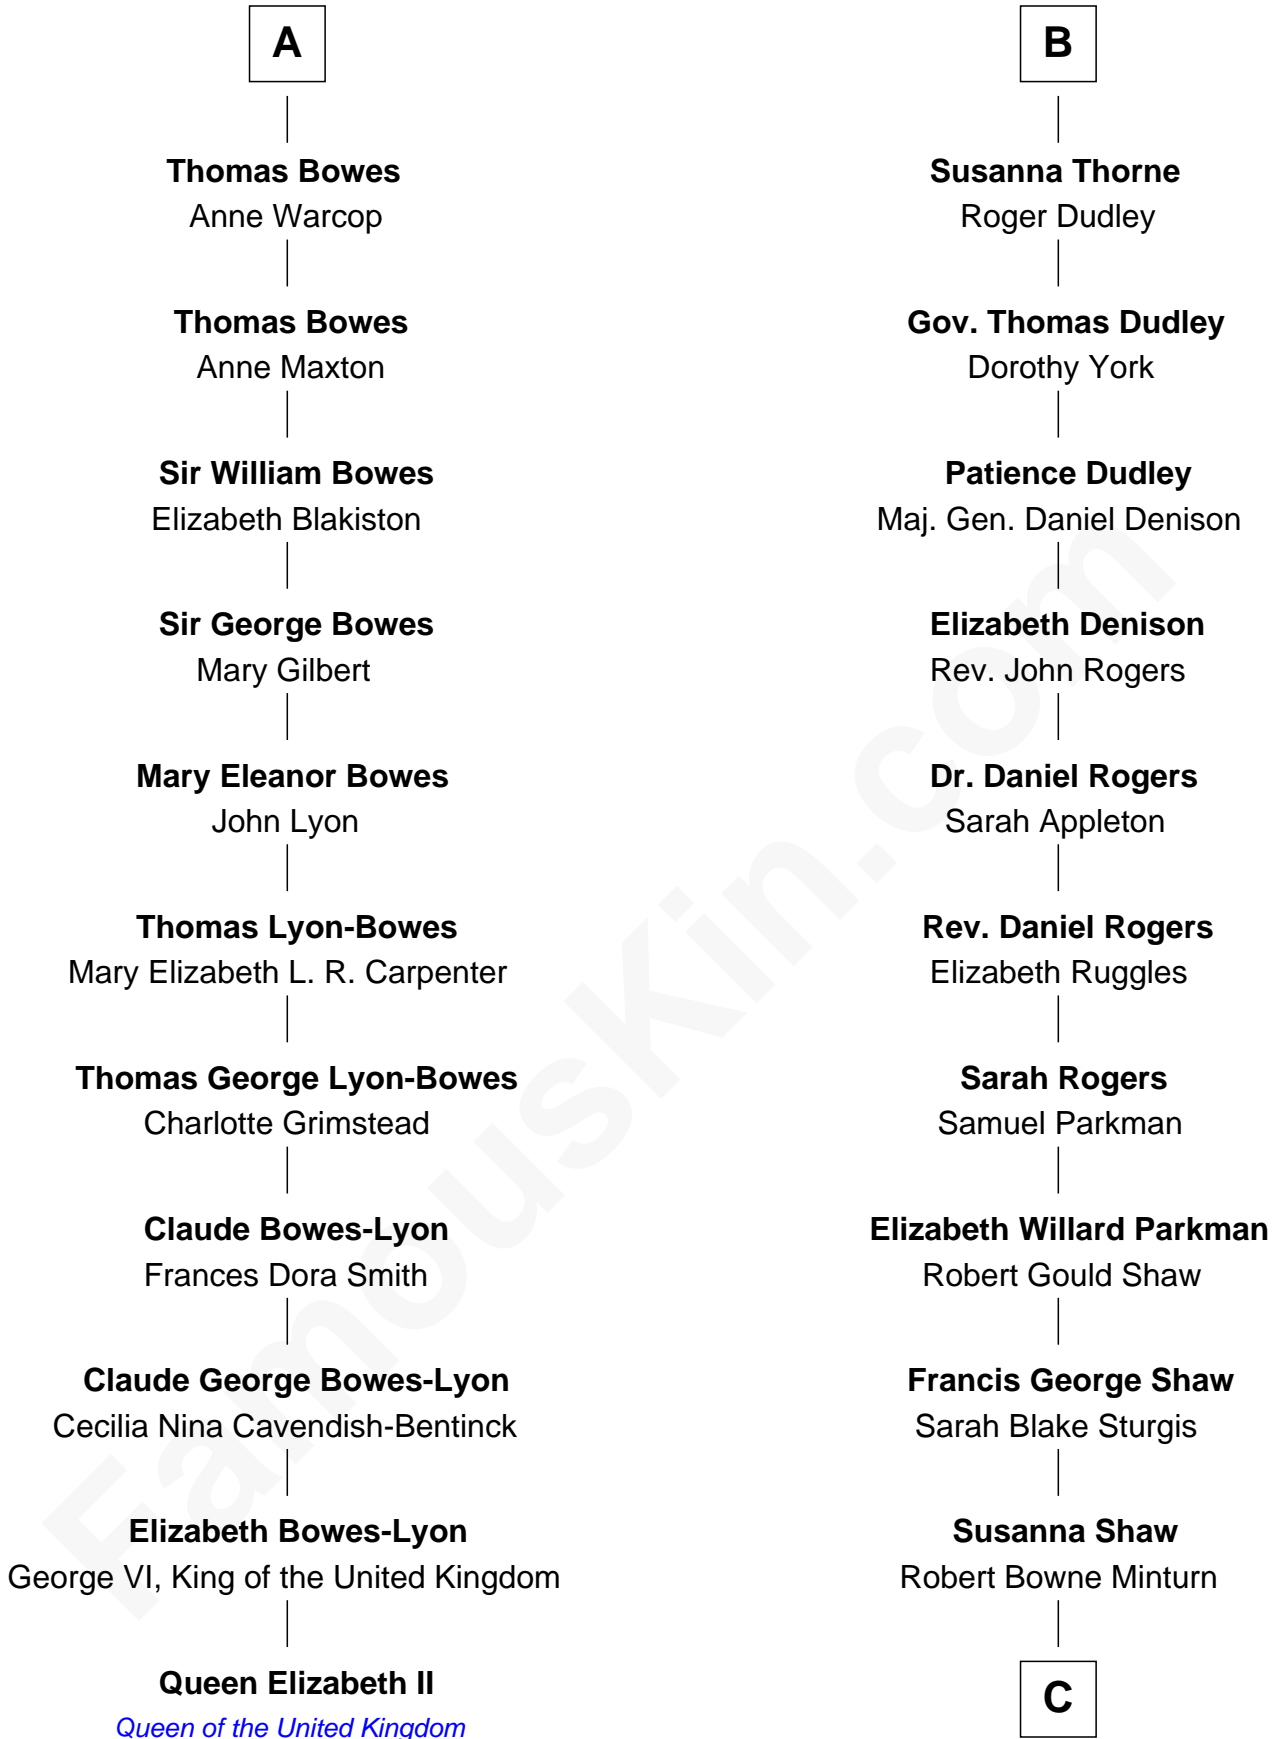 A
Thomas Bowes
Anne Warcop
Thomas Bowes
Anne Maxton
Sir William Bowes
Elizabeth Blakiston
Sir George Bowes
Mary Gilbert
Mary Eleanor Bowes
John Lyon
Thomas Lyon-Bowes
Mary Elizabeth L. R. Carpenter
Thomas George Lyon-Bowes
Charlotte Grimstead
Claude Bowes-Lyon
Frances Dora Smith
Claude George Bowes-Lyon
Cecilia Nina Cavendish-Bentinck
Elizabeth Bowes-Lyon
George VI, King of the United Kingdom
Queen Elizabeth II
Queen of the United Kingdom
B
Susanna Thorne
Roger Dudley
Gov. Thomas Dudley
Dorothy York
Patience Dudley
Maj. Gen. Daniel Denison
Elizabeth Denison
Rev. John Rogers
Dr. Daniel Rogers
Sarah Appleton
Rev. Daniel Rogers
Elizabeth Ruggles
Sarah Rogers
Samuel Parkman
Elizabeth Willard Parkman
Robert Gould Shaw
Francis George Shaw
Sarah Blake Sturgis
Susanna Shaw
Robert Bowne Minturn
C
FamousKin.com